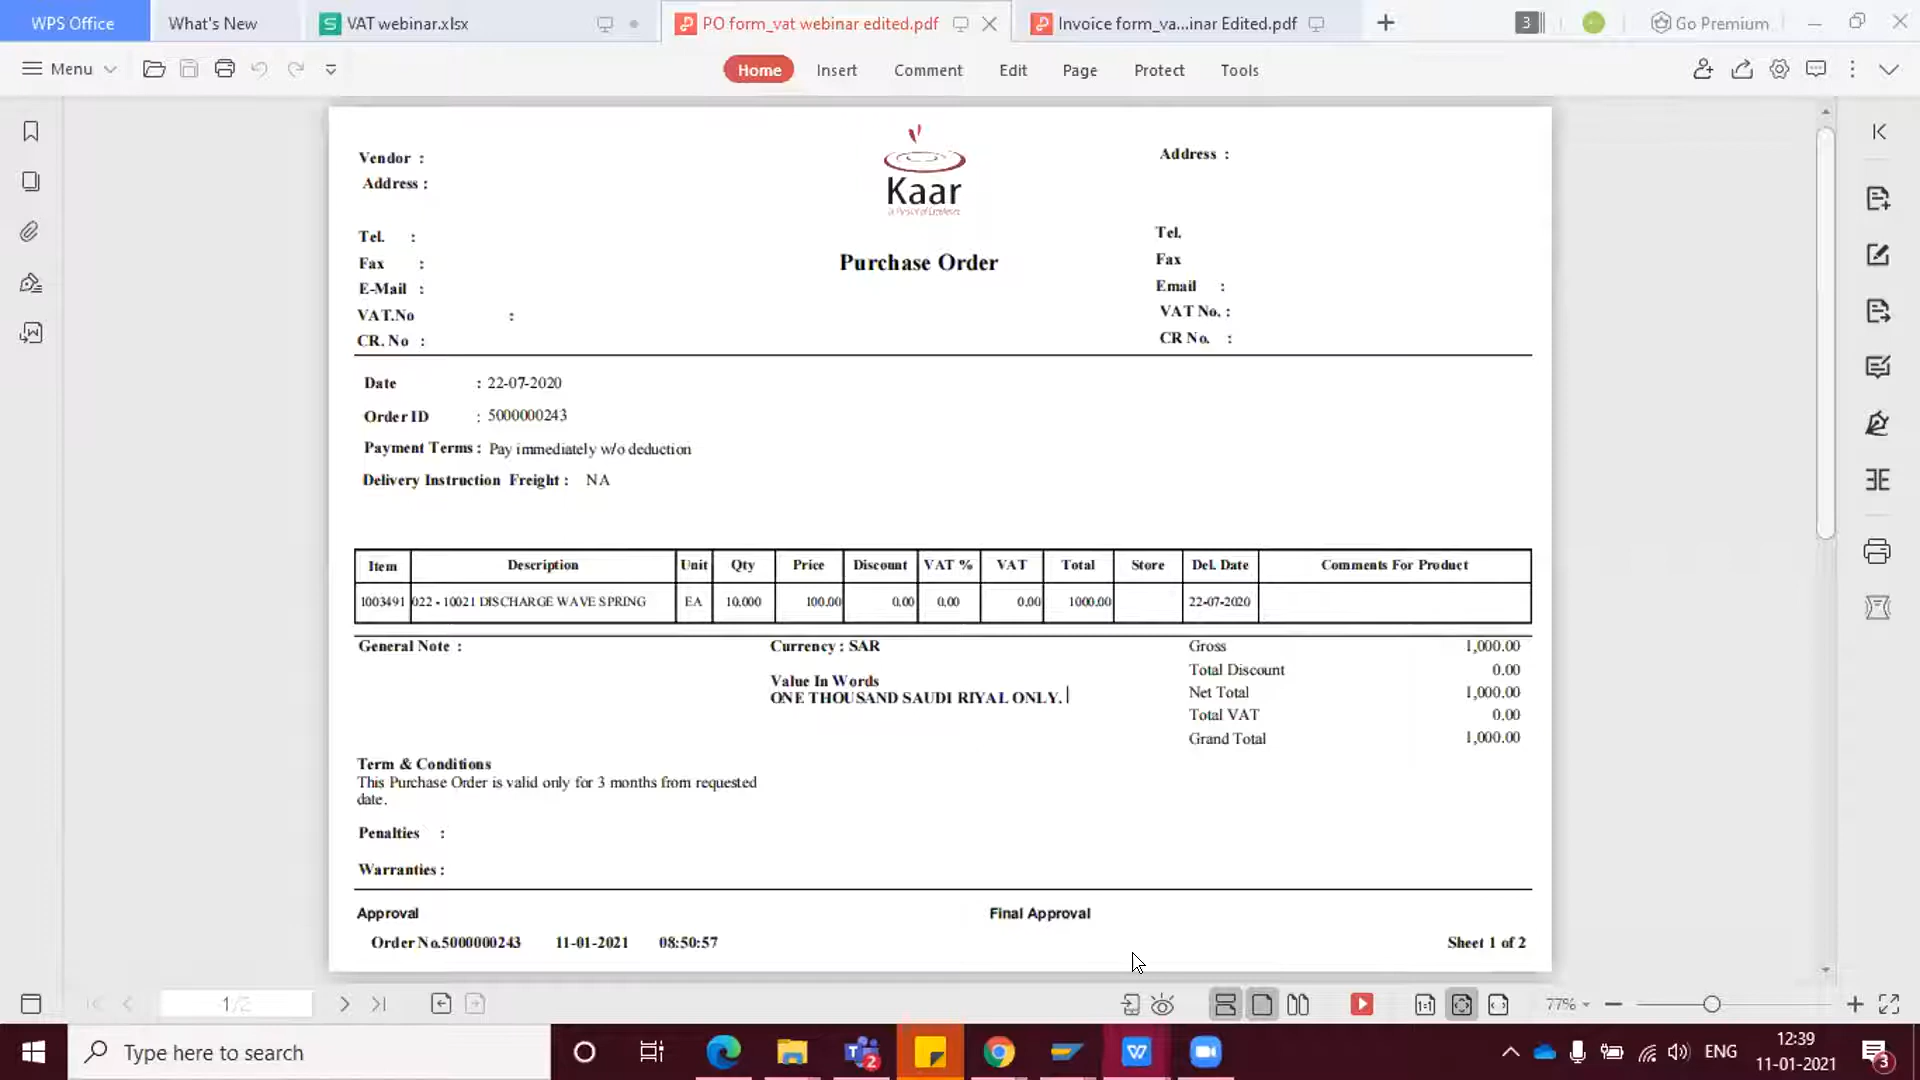 WPS Office
What's New
VAT webinar.xlsx
PO form_vat webinar edited.pdf
Invoice form_va...inar Edited.pdf
3
Go Premium
Menu
Home
Insert
Comment
Edit
Page
Protect
Tools
Vendor :
Address :
Tel. :
Fax :
E-Mail :
VAT.No :
CR. No :
Kaar
Purchase Order
Address :
Tel.
Fax
Email :
VAT No. :
CR No. :
Date : 22-07-2020
Order ID : 5000000243
Payment Terms : Pay immediately w/o deduction
Delivery Instruction Freight : NA
Item Description Unit Qty Price Discount VAT % VAT Total Store Del. Date Comments For Product
1003491 022 - 10021 DISCHARGE WAVE SPRING EA 10.000 100.00 0.00 0.00 0.00 1000.00 22-07-2020
General Note :
Currency : SAR
Value In Words
ONE THOUSAND SAUDI RIYAL ONLY.
Gross 1,000.00
Total Discount 0.00
Net Total 1,000.00
Total VAT 0.00
Grand Total 1,000.00
Term & Conditions
This Purchase Order is valid only for 3 months from requested
date.
Penalties :
Warranties :
Approval
Final Approval
Order No.5000000243 11-01-2021 08:50:57
Sheet 1 of 2
1/2
77%
Type here to search
2
ENG
12:39
11-01-2021
3